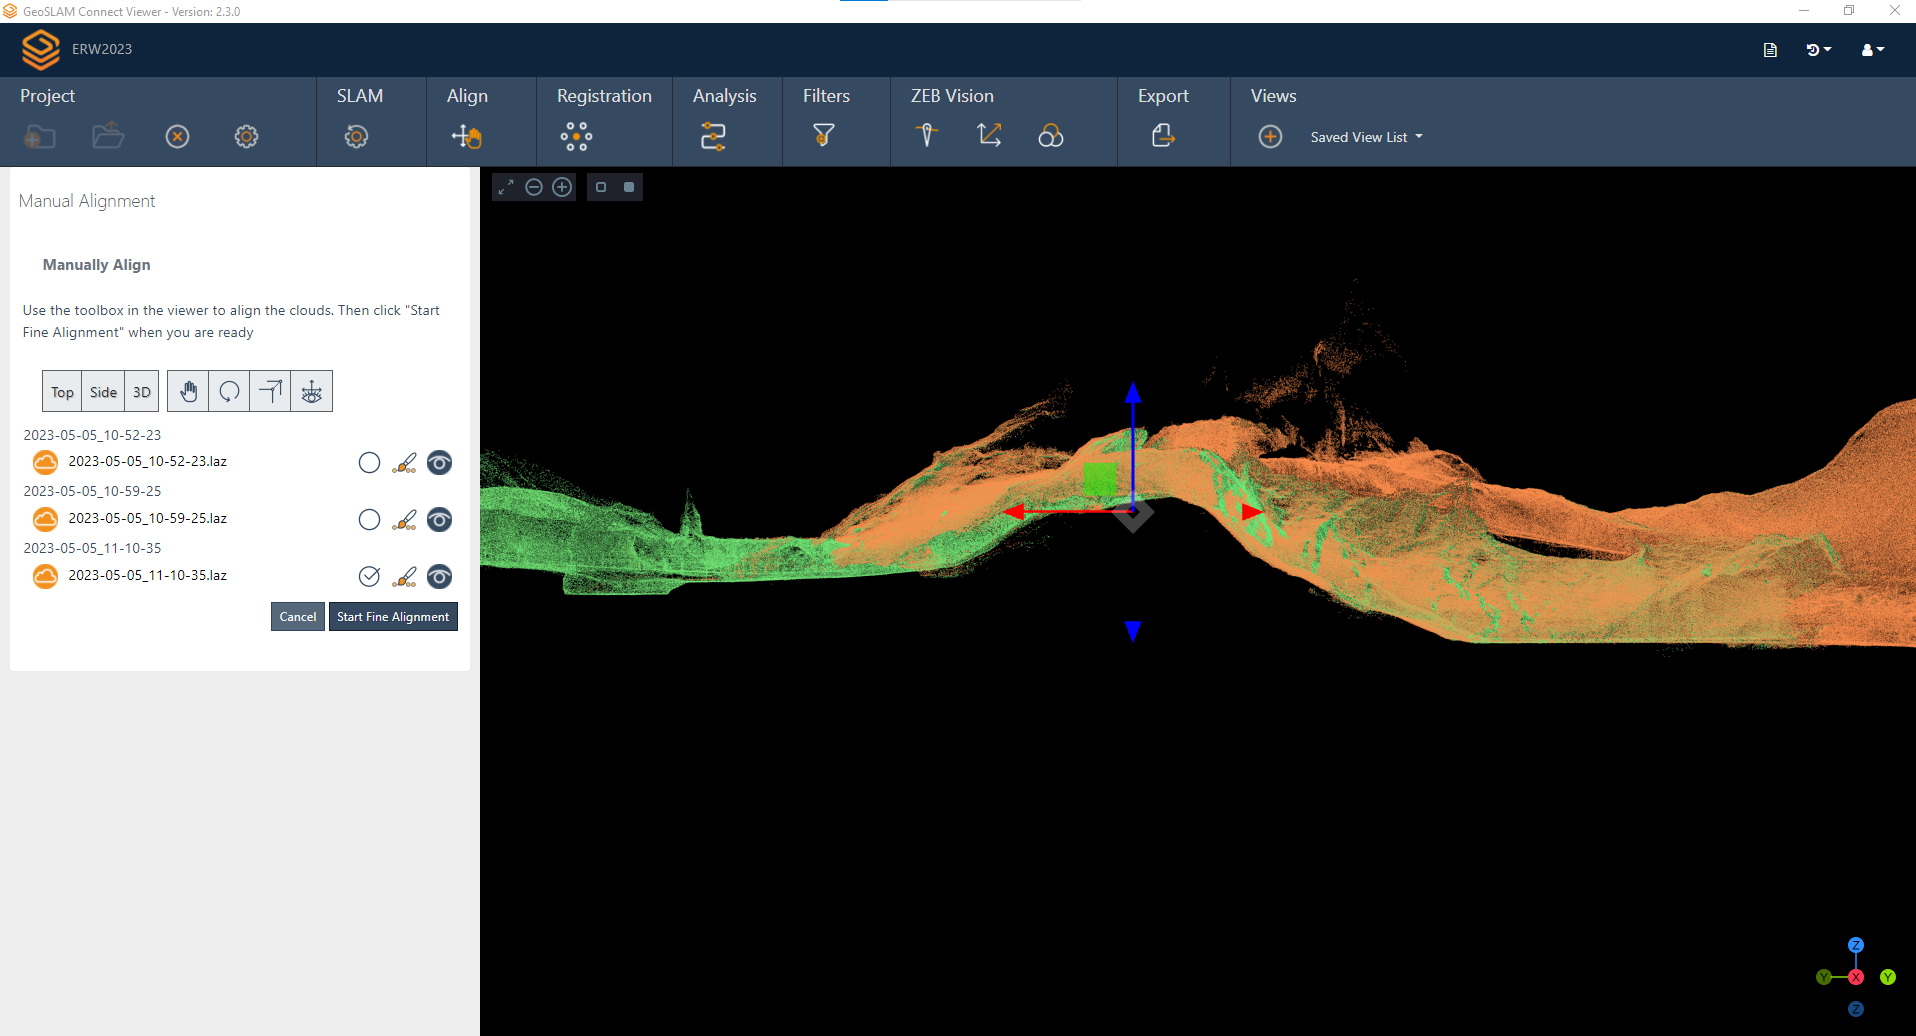 GeoSLAM Connect Viewer - Version: 2.3.0
ERW2023
Project
SLAM
Align
Registration
Analysis
Filters
ZEB Vision
Export
Views
Saved View List
Manual Alignment
Manually Align
Use the toolbox in the viewer to align the clouds. Then click "Start
Fine Alignment" when you are ready
Top
Side
3D
2023-05-05_10-52-23
2023-05-05_10-52-23.laz
2023-05-05_10-59-25
2023-05-05_10-59-25.laz
2023-05-05_11-10-35
2023-05-05_11-10-35.laz
Cancel
Start Fine Alignment
Z
Y
X
Y
Z